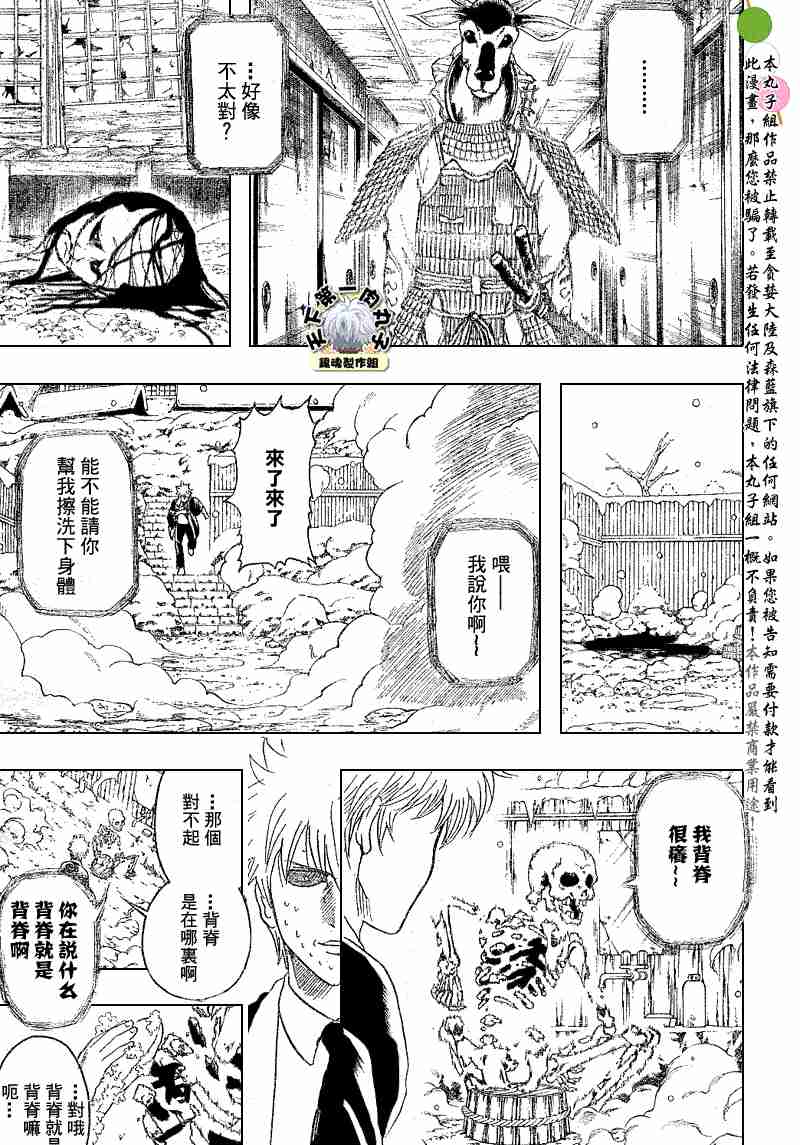 ………
…好像
不太對？
天下第一肉丸子
銀魂製作組
喂——
我說你啊～
來了來了
能不能請你
幫我擦洗下身體
我背脊
很癢～
…那個
對不起
…背脊
是在哪裏啊
你在說什么
背脊就是
背脊啊
…對哦
背脊就是
背脊嘛
呃…
本丸子組作品禁止轉載至貪婪大陸及森藍旗下的任何網站。如果您被告知需要付款才能看到
此漫畫，那麼您被騙了。若發生任何法律問題，本丸子組一概不負責！本作品嚴禁商業用途！